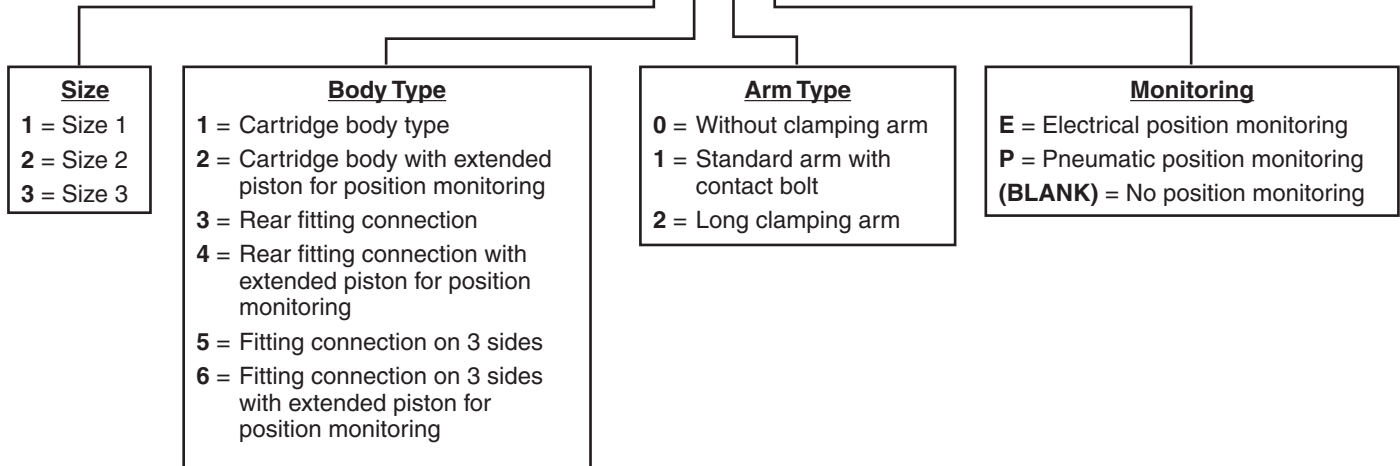 Size
1 = Size 1
2 = Size 2
3 = Size 3
Body Type
1 = Cartridge body type
2 = Cartridge body with extended
piston for position monitoring
3 = Rear fitting connection
4 = Rear fitting connection with
extended piston for position
monitoring
5 = Fitting connection on 3 sides
6 = Fitting connection on 3 sides
with extended piston for
position monitoring
Arm Type
0 = Without clamping arm
1 = Standard arm with
contact bolt
2 = Long clamping arm
Monitoring
E = Electrical position monitoring
P = Pneumatic position monitoring
(BLANK) = No position monitoring